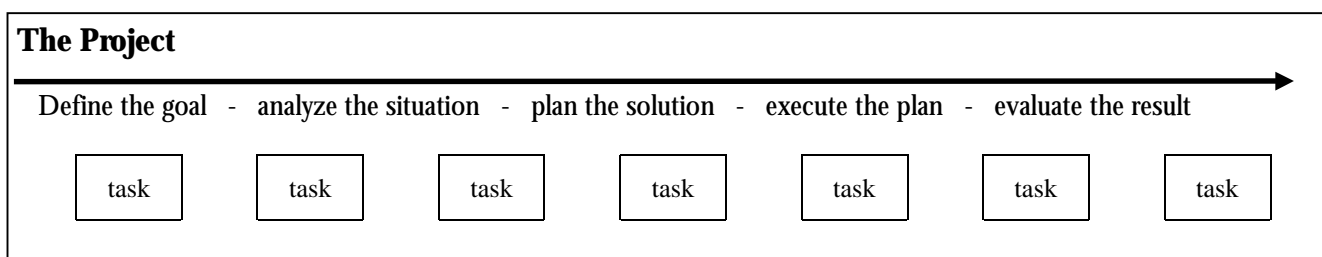 The Project
Define the goal - analyze the situation - plan the solution - execute the plan - evaluate the result
task task task task task task task